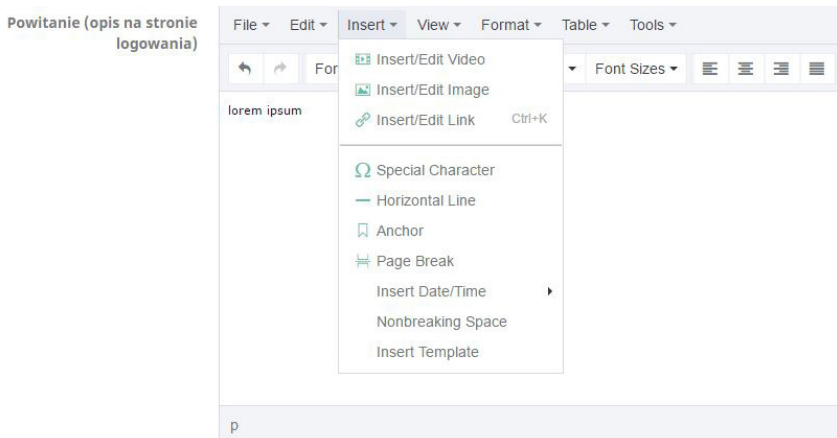 Powitanie (opis na stronie
logowania)
File Edit Insert View Format Table Tools
For Font Sizes
lorem ipsum
Insert/Edit Video
Insert/Edit Image
Insert/Edit Link Ctrl+K
Special Character
Horizontal Line
Anchor
Page Break
Insert Date/Time
Nonbreaking Space
Insert Template
p